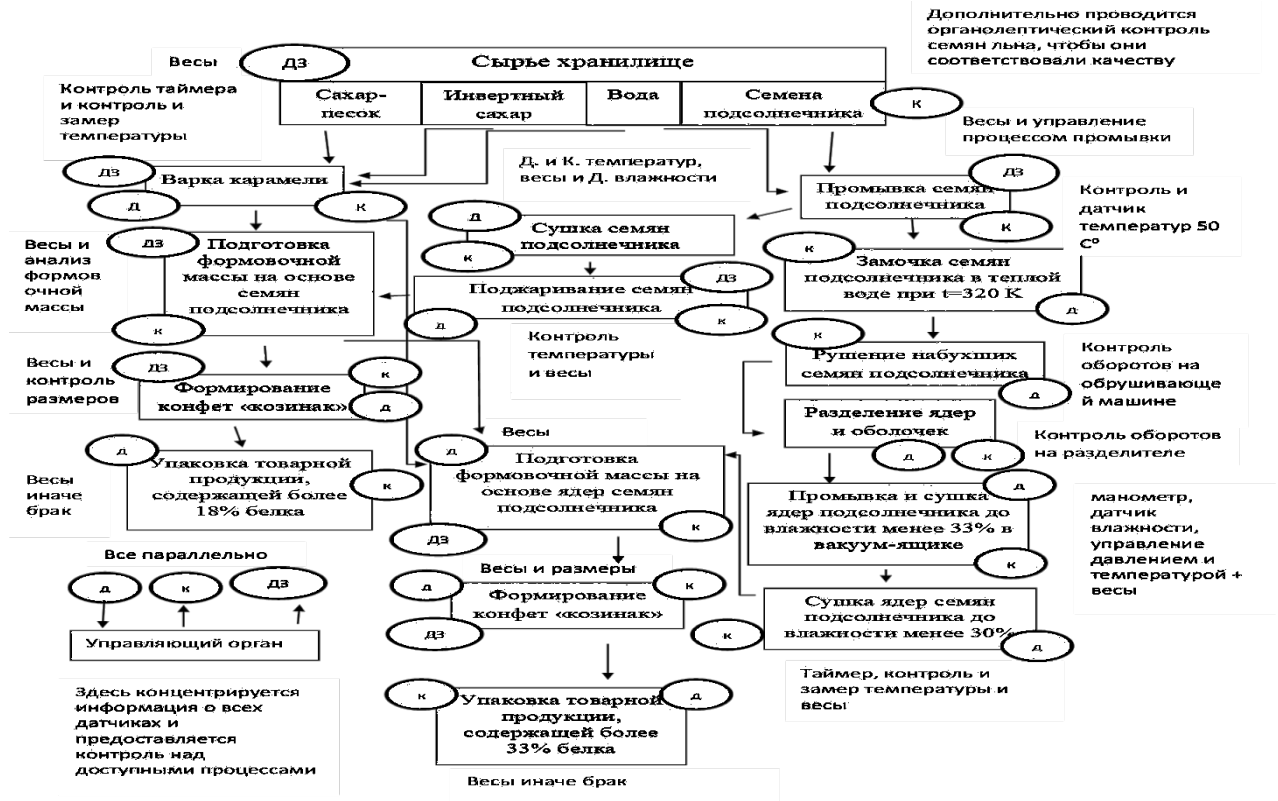 Дополнительно проводится
органолептический контроль
семян льна, чтобы они
соответствовали качеству
Весы
ДЗ
Сырье хранилище
Контроль таймера
и контроль и
замер
температуры
Сахар-
песок
Инвертный
сахар
Вода
Семена
подсолнечника
К
Весы и управление
процессом промывки
Д. и К. температур,
весы и Д. влажности
ДЗ
Варка карамели
Д
К
ДЗ
Промывка семян
подсолнечника
К
Контроль и
датчик
температур 50
С°
Д
Сушка семян
подсолнечника
К
К
Замочка семян
подсолнечника в теплой
воде при t=320 K
Д
Весы и
анализ
формов
очной
массы
ДЗ
Подготовка
формовочной
массы на основе
семян
подсолнечника
К
ДЗ
Поджаривание семян
подсолнечника
Д
К
Контроль
температуры
и весы
К
Рушение набухших
семян подсолнечника
Д
Контроль
оборотов на
обрушивающе
й машине
Весы и
контроль
размеров
ДЗ
Формирование
конфет «козинак»
К
Д
Разделение ядер
и оболочек
Д
К
Контроль оборотов
на разделителе
Весы
иначе
брак
Д
Упаковка товарной
продукции,
содержащей более
18% белка
К
Весы
Д
Подготовка
формовочной массы на
основе ядер семян
подсолнечника
К
ДЗ
Д
Промывка и сушка
ядер подсолнечника до
влажности менее 33% в
вакуум-ящике
К
манометр,
датчик
влажности,
управление
давлением и
температурой +
весы
Все параллельно
Д
К
ДЗ
Управляющий орган
Весы и размеры
Д
К
Формирование
конфет «козинак»
ДЗ
К
Сушка ядер семян
подсолнечника до
влажности менее 30%
Д
Таймер, контроль и
замер температуры и
весы
Здесь концентрируется
информация о всех
датчиках и
предоставляется
контроль над
доступными процессами
К
Д
Упаковка товарной
продукции,
содержащей более
33% белка
Весы иначе брак